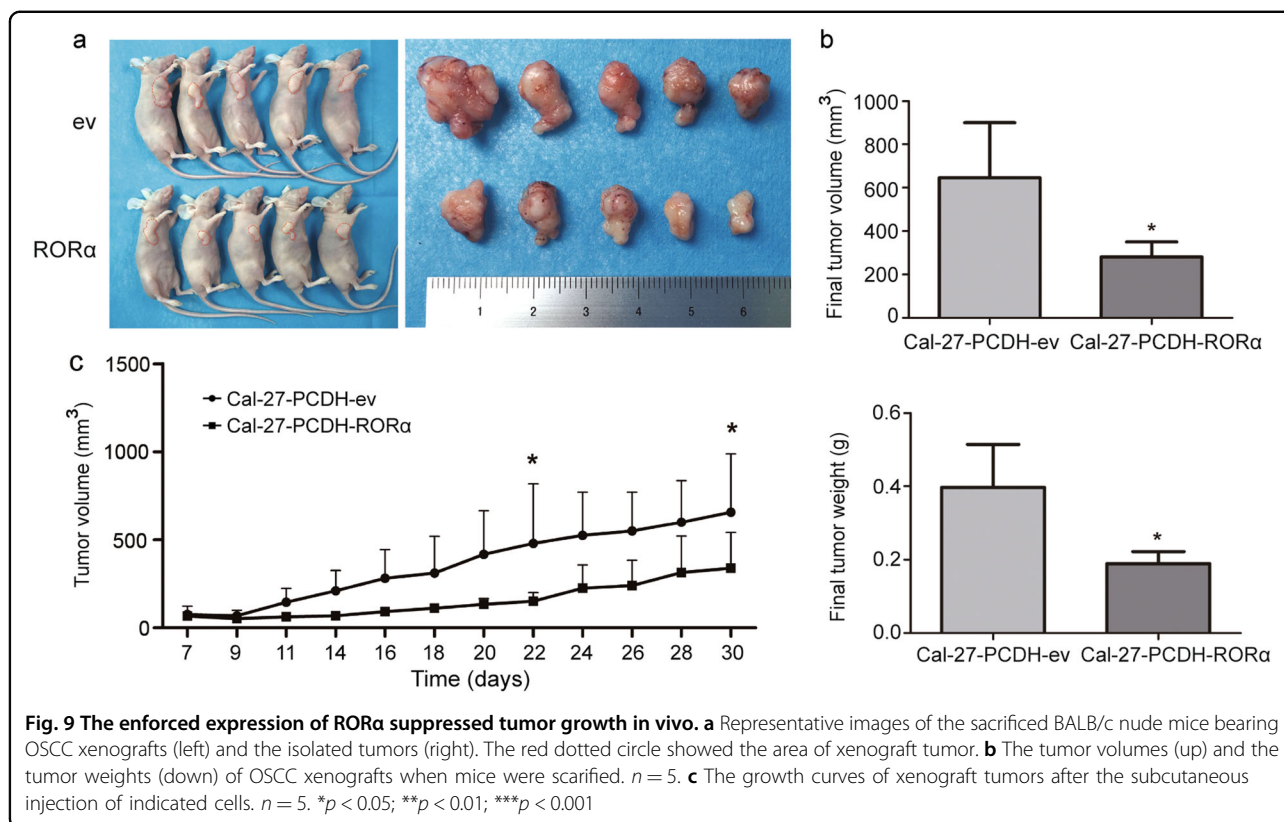 a
ev
RORα
1 2 3 4 5 6
b
Final tumor volume (mm³)
1000
800
600
400
200
0
*
Cal-27-PCDH-ev Cal-27-PCDH-RORα
Final tumor weight (g)
0.6
0.4
0.2
0.0
*
Cal-27-PCDH-ev Cal-27-PCDH-RORα
c
Tumor volume (mm³)
1500
1000
500
0
Cal-27-PCDH-ev
Cal-27-PCDH-RORα
* *
7 9 11 14 16 18 20 22 24 26 28 30
Time (days)
Fig. 9 The enforced expression of RORα suppressed tumor growth in vivo. a Representative images of the sacrificed BALB/c nude mice bearing
OSCC xenografts (left) and the isolated tumors (right). The red dotted circle showed the area of xenograft tumor. b The tumor volumes (up) and the
tumor weights (down) of OSCC xenografts when mice were scarified. n = 5. c The growth curves of xenograft tumors after the subcutaneous
injection of indicated cells. n = 5. *p < 0.05; **p < 0.01; ***p < 0.001